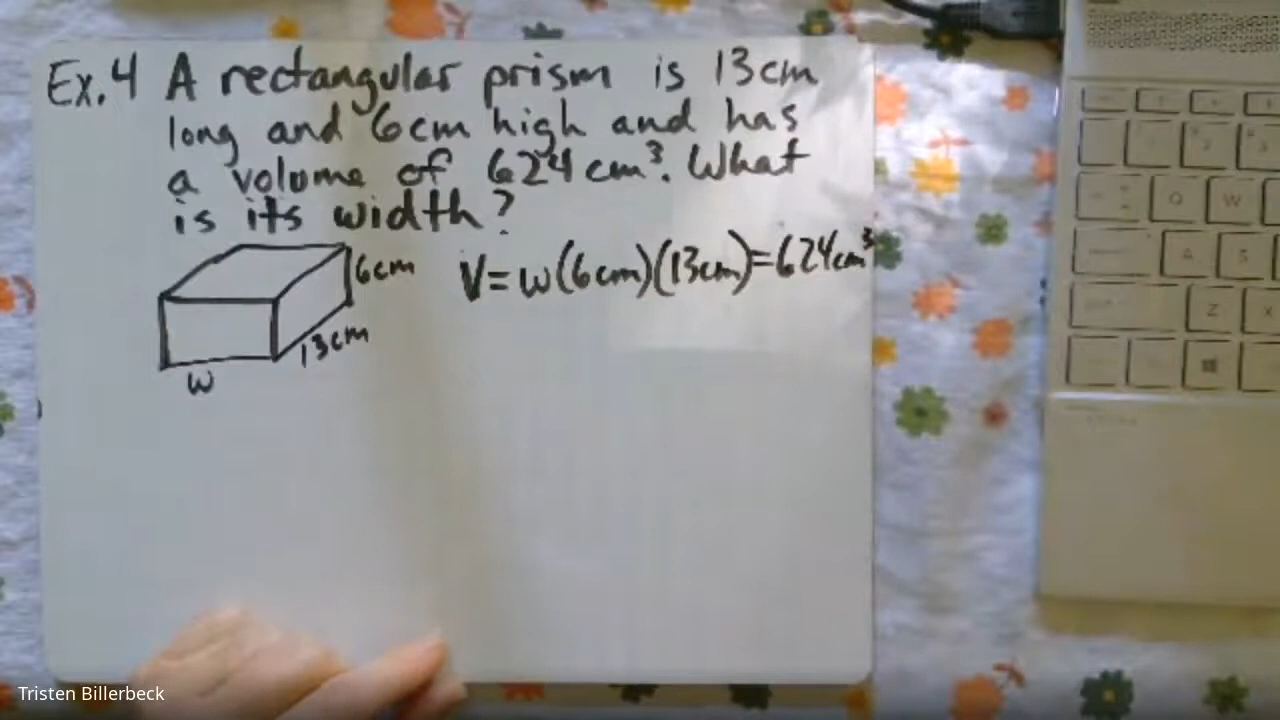 Ex.4 A rectangular prism is 13cm
long and 6cm high and has
a volume of 624 cm³. What
is its width?
6cm
13cm
w
V=w(6cm)(13cm)=624cm³
Q W
A S
Z X
Tristen Billerbeck